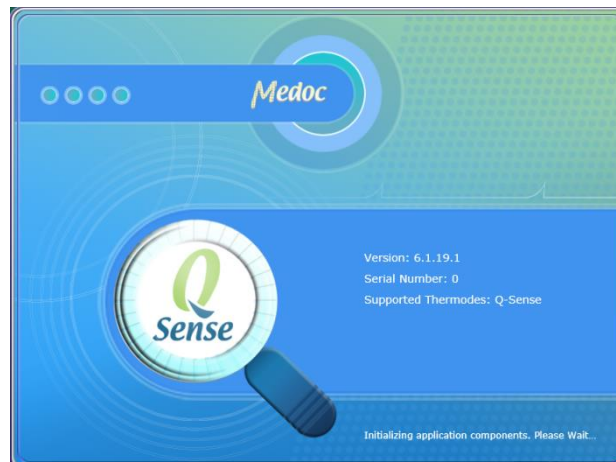 Medoc
Q
Sense
Version: 6.1.19.1
Serial Number: 0
Supported Thermodes: Q-Sense
Initializing application components. Please Wait...